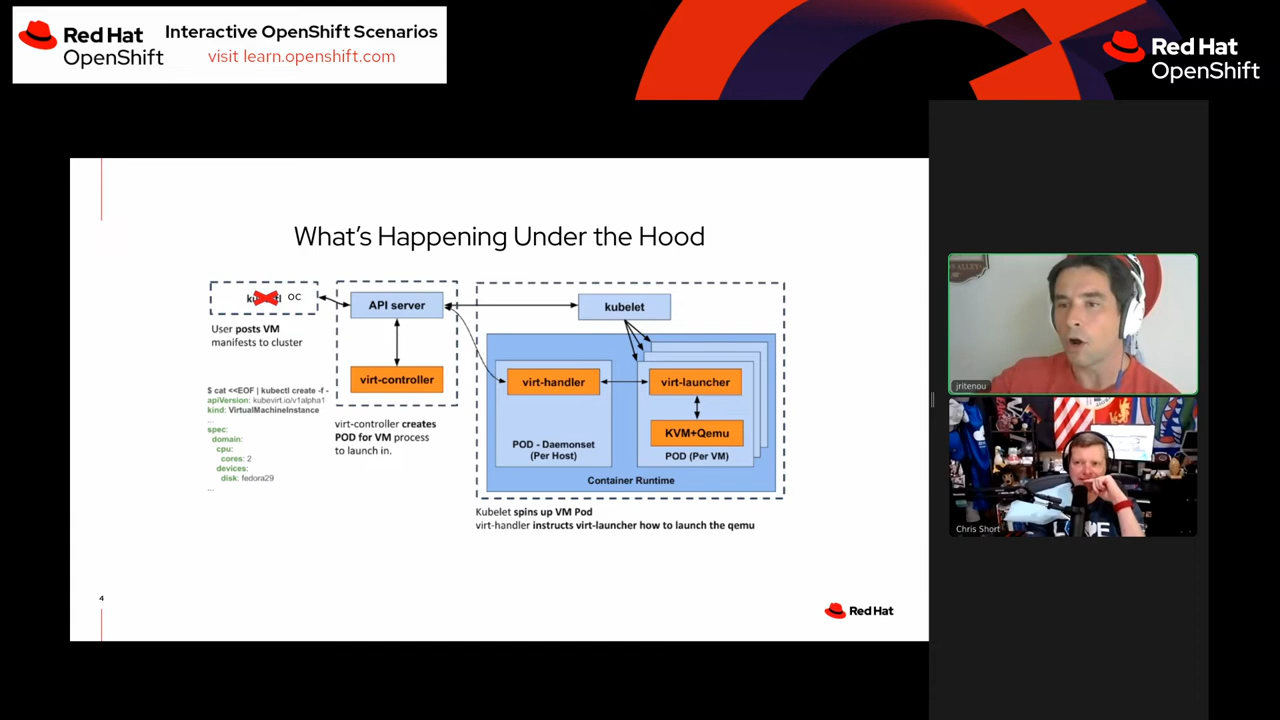 Red Hat
OpenShift
Interactive OpenShift Scenarios
visit learn.openshift.com
Red Hat
OpenShift
What's Happening Under the Hood
oc
User posts VM
manifests to cluster
$ cat <<EOF | kubectl create -f -
apiVersion: kubevirt.io/v1alpha1
kind: VirtualMachineInstance
...
spec:
domain:
cpu:
cores: 2
devices:
disk: fedora29
...
API server
virt-controller
virt-controller creates
POD for VM process
to launch in.
kubelet
virt-handler
virt-launcher
KVM+Qemu
POD - Daemonset
(Per Host)
POD (Per VM)
Container Runtime
Kubelet spins up VM Pod
virt-handler instructs virt-launcher how to launch the qemu
4
Red Hat
jritenou
Chris Short